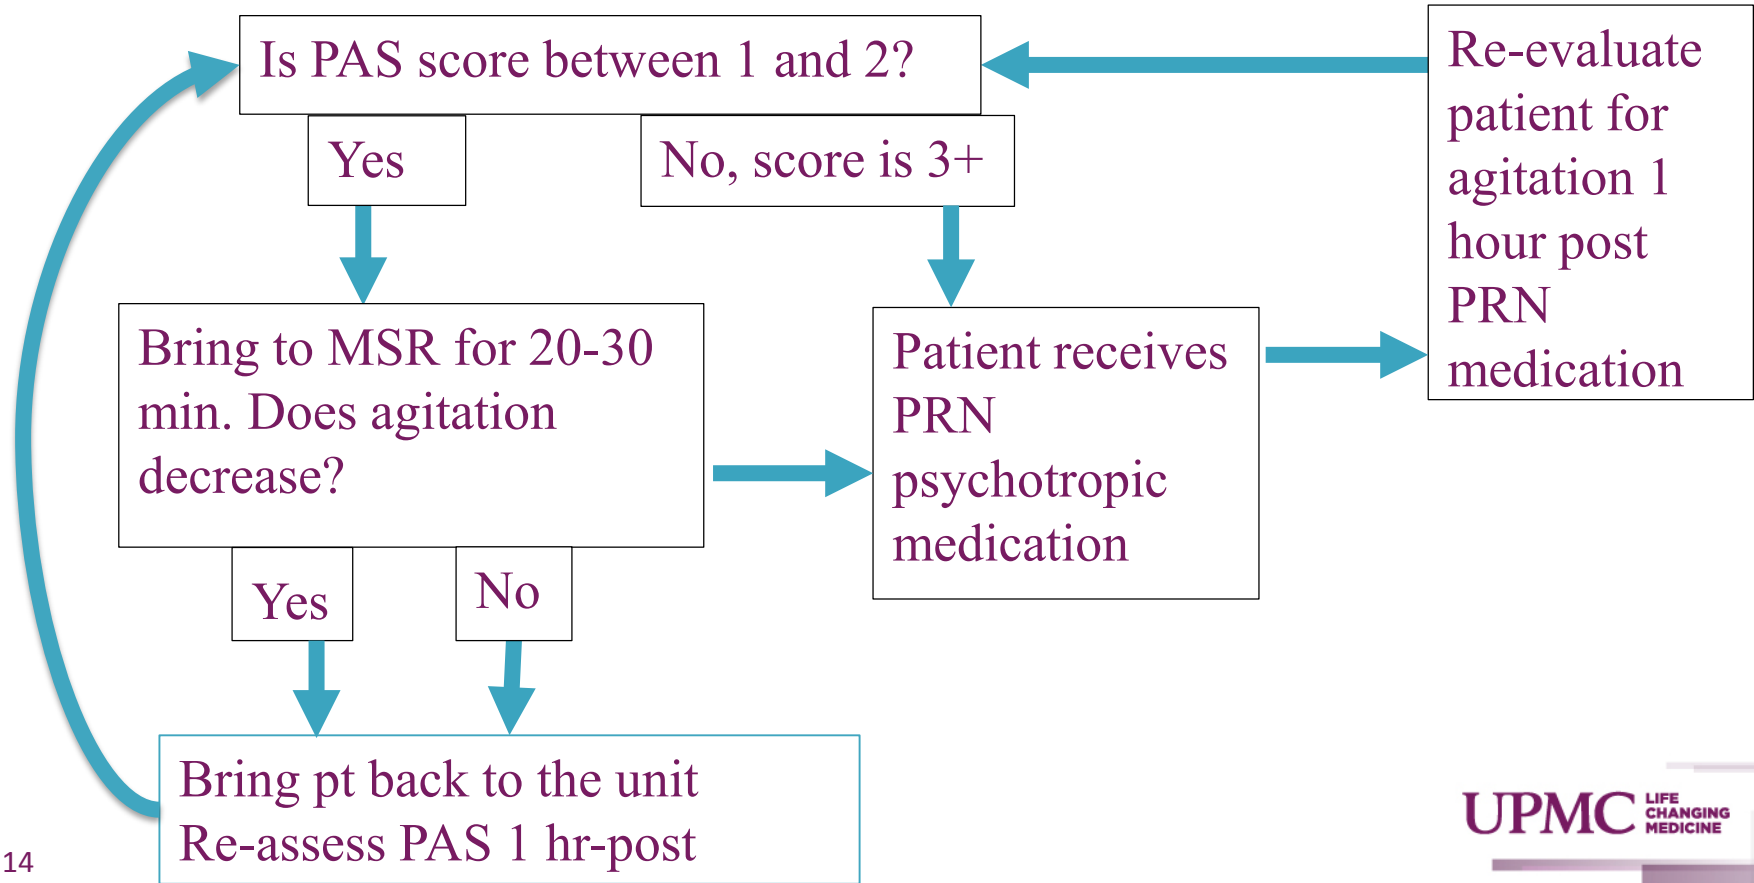 Is PAS score between 1 and 2?
Yes
No, score is 3+
Re-evaluate
patient for
agitation 1
hour post
PRN
medication
Bring to MSR for 20-30
min. Does agitation
decrease?
Patient receives
PRN
psychotropic
medication
Yes
No
Bring pt back to the unit
Re-assess PAS 1 hr-post
14
UPMC
LIFE
CHANGING
MEDICINE